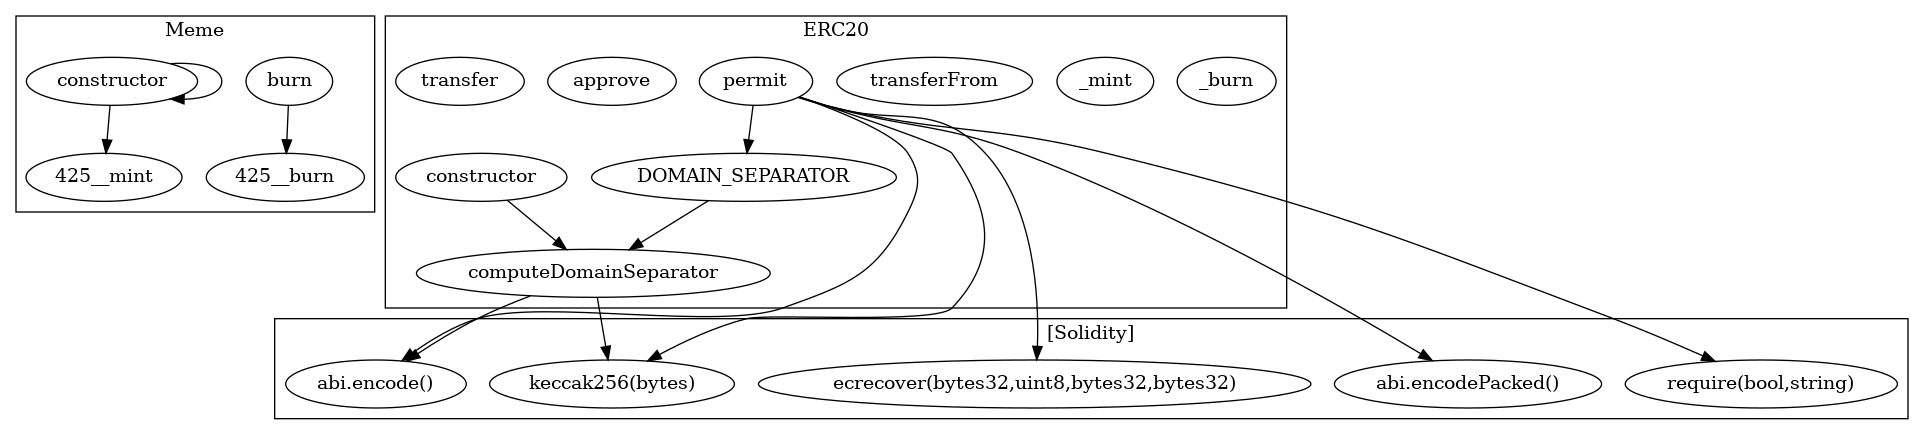 Meme
constructor
burn
425__mint
425__burn
ERC20
transfer
approve
permit
transferFrom
_mint
_burn
constructor
DOMAIN_SEPARATOR
computeDomainSeparator
[Solidity]
abi.encode()
keccak256(bytes)
ecrecover(bytes32,uint8,bytes32,bytes32)
abi.encodePacked()
require(bool,string)